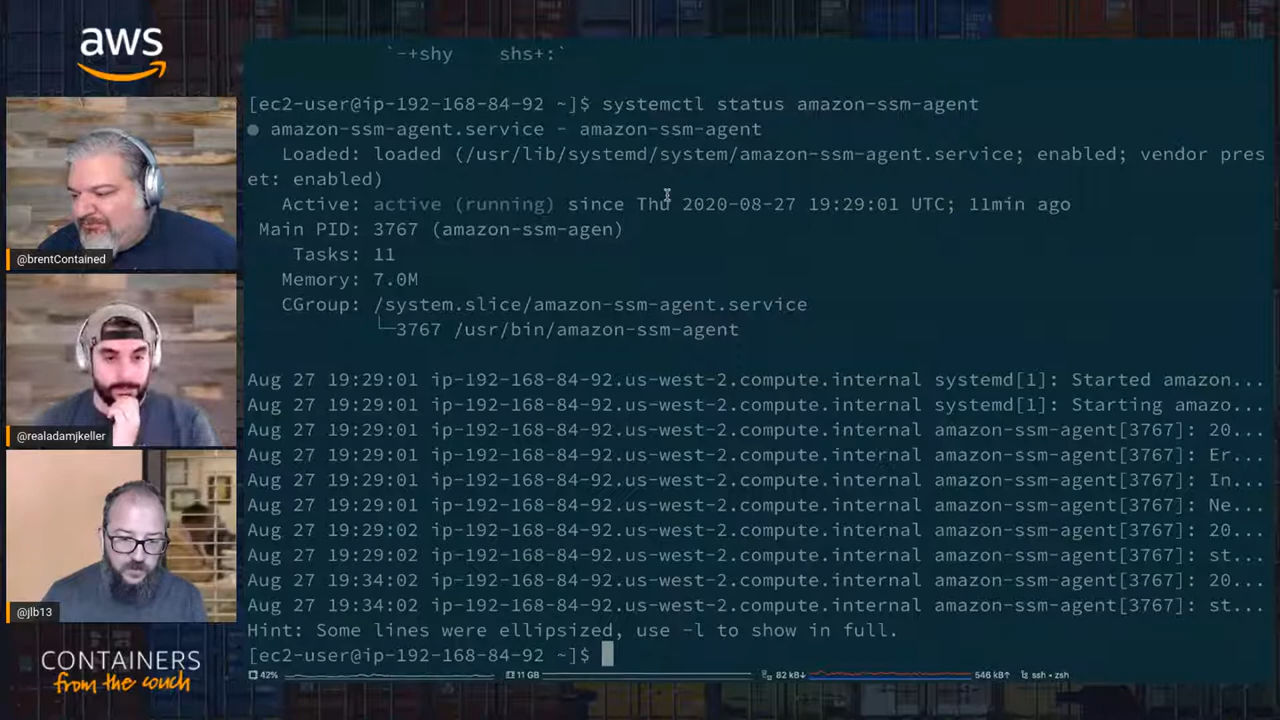 aws
@brentContained
@realadamjkeller
@jlb13
CONTAINERS
from the couch
`-+shy    shs+:`
[ec2-user@ip-192-168-84-92 ~]$ systemctl status amazon-ssm-agent
● amazon-ssm-agent.service - amazon-ssm-agent
Loaded: loaded (/usr/lib/systemd/system/amazon-ssm-agent.service; enabled; vendor pres
et: enabled)
Active: active (running) since Thu 2020-08-27 19:29:01 UTC; 11min ago
Main PID: 3767 (amazon-ssm-agen)
Tasks: 11
Memory: 7.0M
CGroup: /system.slice/amazon-ssm-agent.service
└─3767 /usr/bin/amazon-ssm-agent
Aug 27 19:29:01 ip-192-168-84-92.us-west-2.compute.internal systemd[1]: Started amazon...
Aug 27 19:29:01 ip-192-168-84-92.us-west-2.compute.internal systemd[1]: Starting amazo...
Aug 27 19:29:01 ip-192-168-84-92.us-west-2.compute.internal amazon-ssm-agent[3767]: 20...
Aug 27 19:29:01 ip-192-168-84-92.us-west-2.compute.internal amazon-ssm-agent[3767]: Er...
Aug 27 19:29:01 ip-192-168-84-92.us-west-2.compute.internal amazon-ssm-agent[3767]: In...
Aug 27 19:29:01 ip-192-168-84-92.us-west-2.compute.internal amazon-ssm-agent[3767]: Ne...
Aug 27 19:29:02 ip-192-168-84-92.us-west-2.compute.internal amazon-ssm-agent[3767]: 20...
Aug 27 19:29:02 ip-192-168-84-92.us-west-2.compute.internal amazon-ssm-agent[3767]: st...
Aug 27 19:34:02 ip-192-168-84-92.us-west-2.compute.internal amazon-ssm-agent[3767]: 20...
Aug 27 19:34:02 ip-192-168-84-92.us-west-2.compute.internal amazon-ssm-agent[3767]: st...
Hint: Some lines were ellipsized, use -l to show in full.
[ec2-user@ip-192-168-84-92 ~]$
42% 11 GB 82 kB↓ 546 kB↑ ssh • zsh